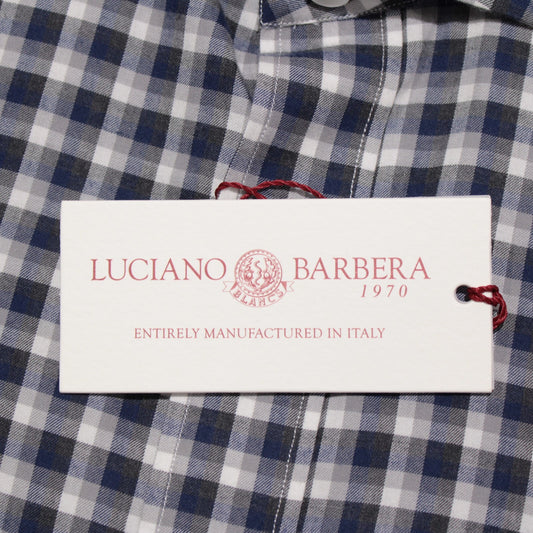 LUCIANO BARBERA
BLANCS
1970
ENTIRELY MANUFACTURED IN ITALY